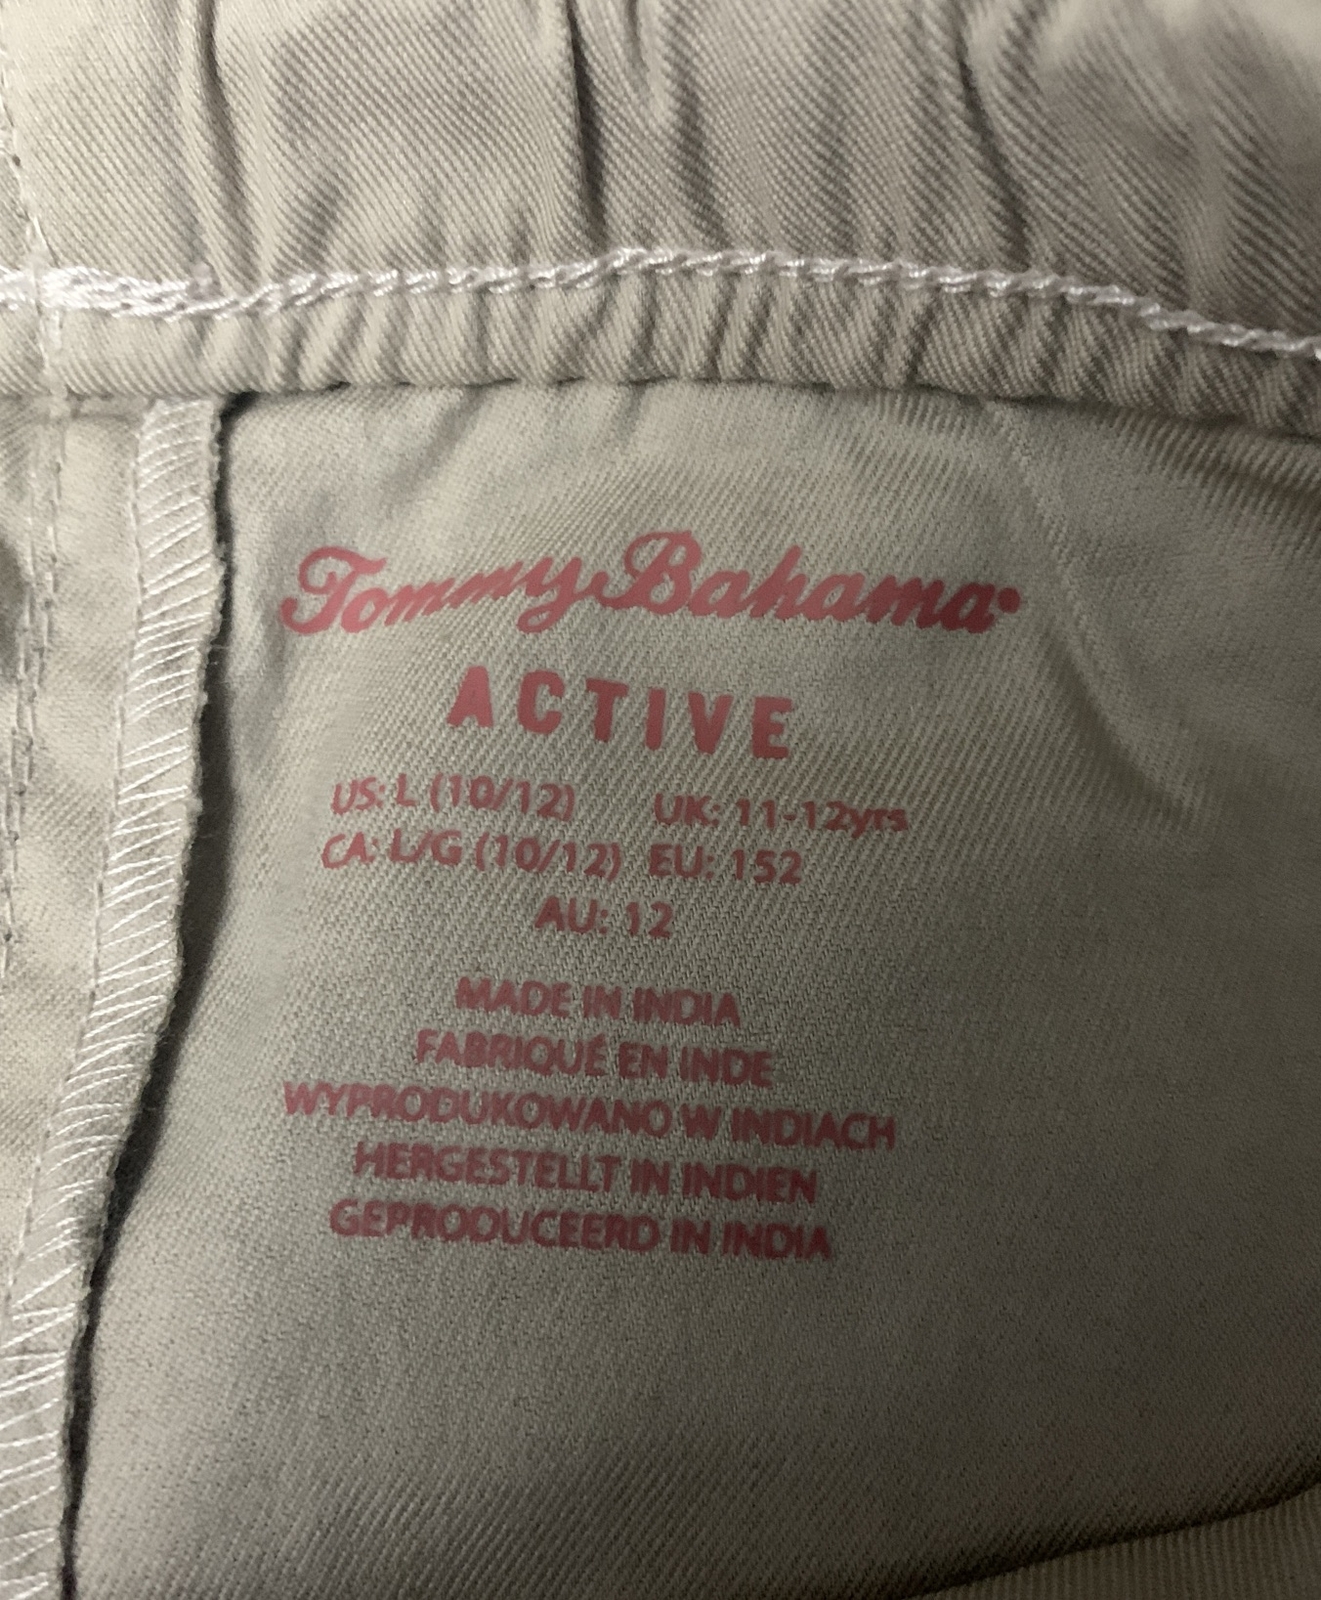 Tommy Bahama
ACTIVE
US: L (10/12) UK: 11-12yrs
CA: L/G (10/12) EU: 152
AU: 12
MADE IN INDIA
FABRIQUÉ EN INDE
WYPRODUKOWANO W INDIACH
HERGESTELLT IN INDIEN
GEPRODUCEERD IN INDIA